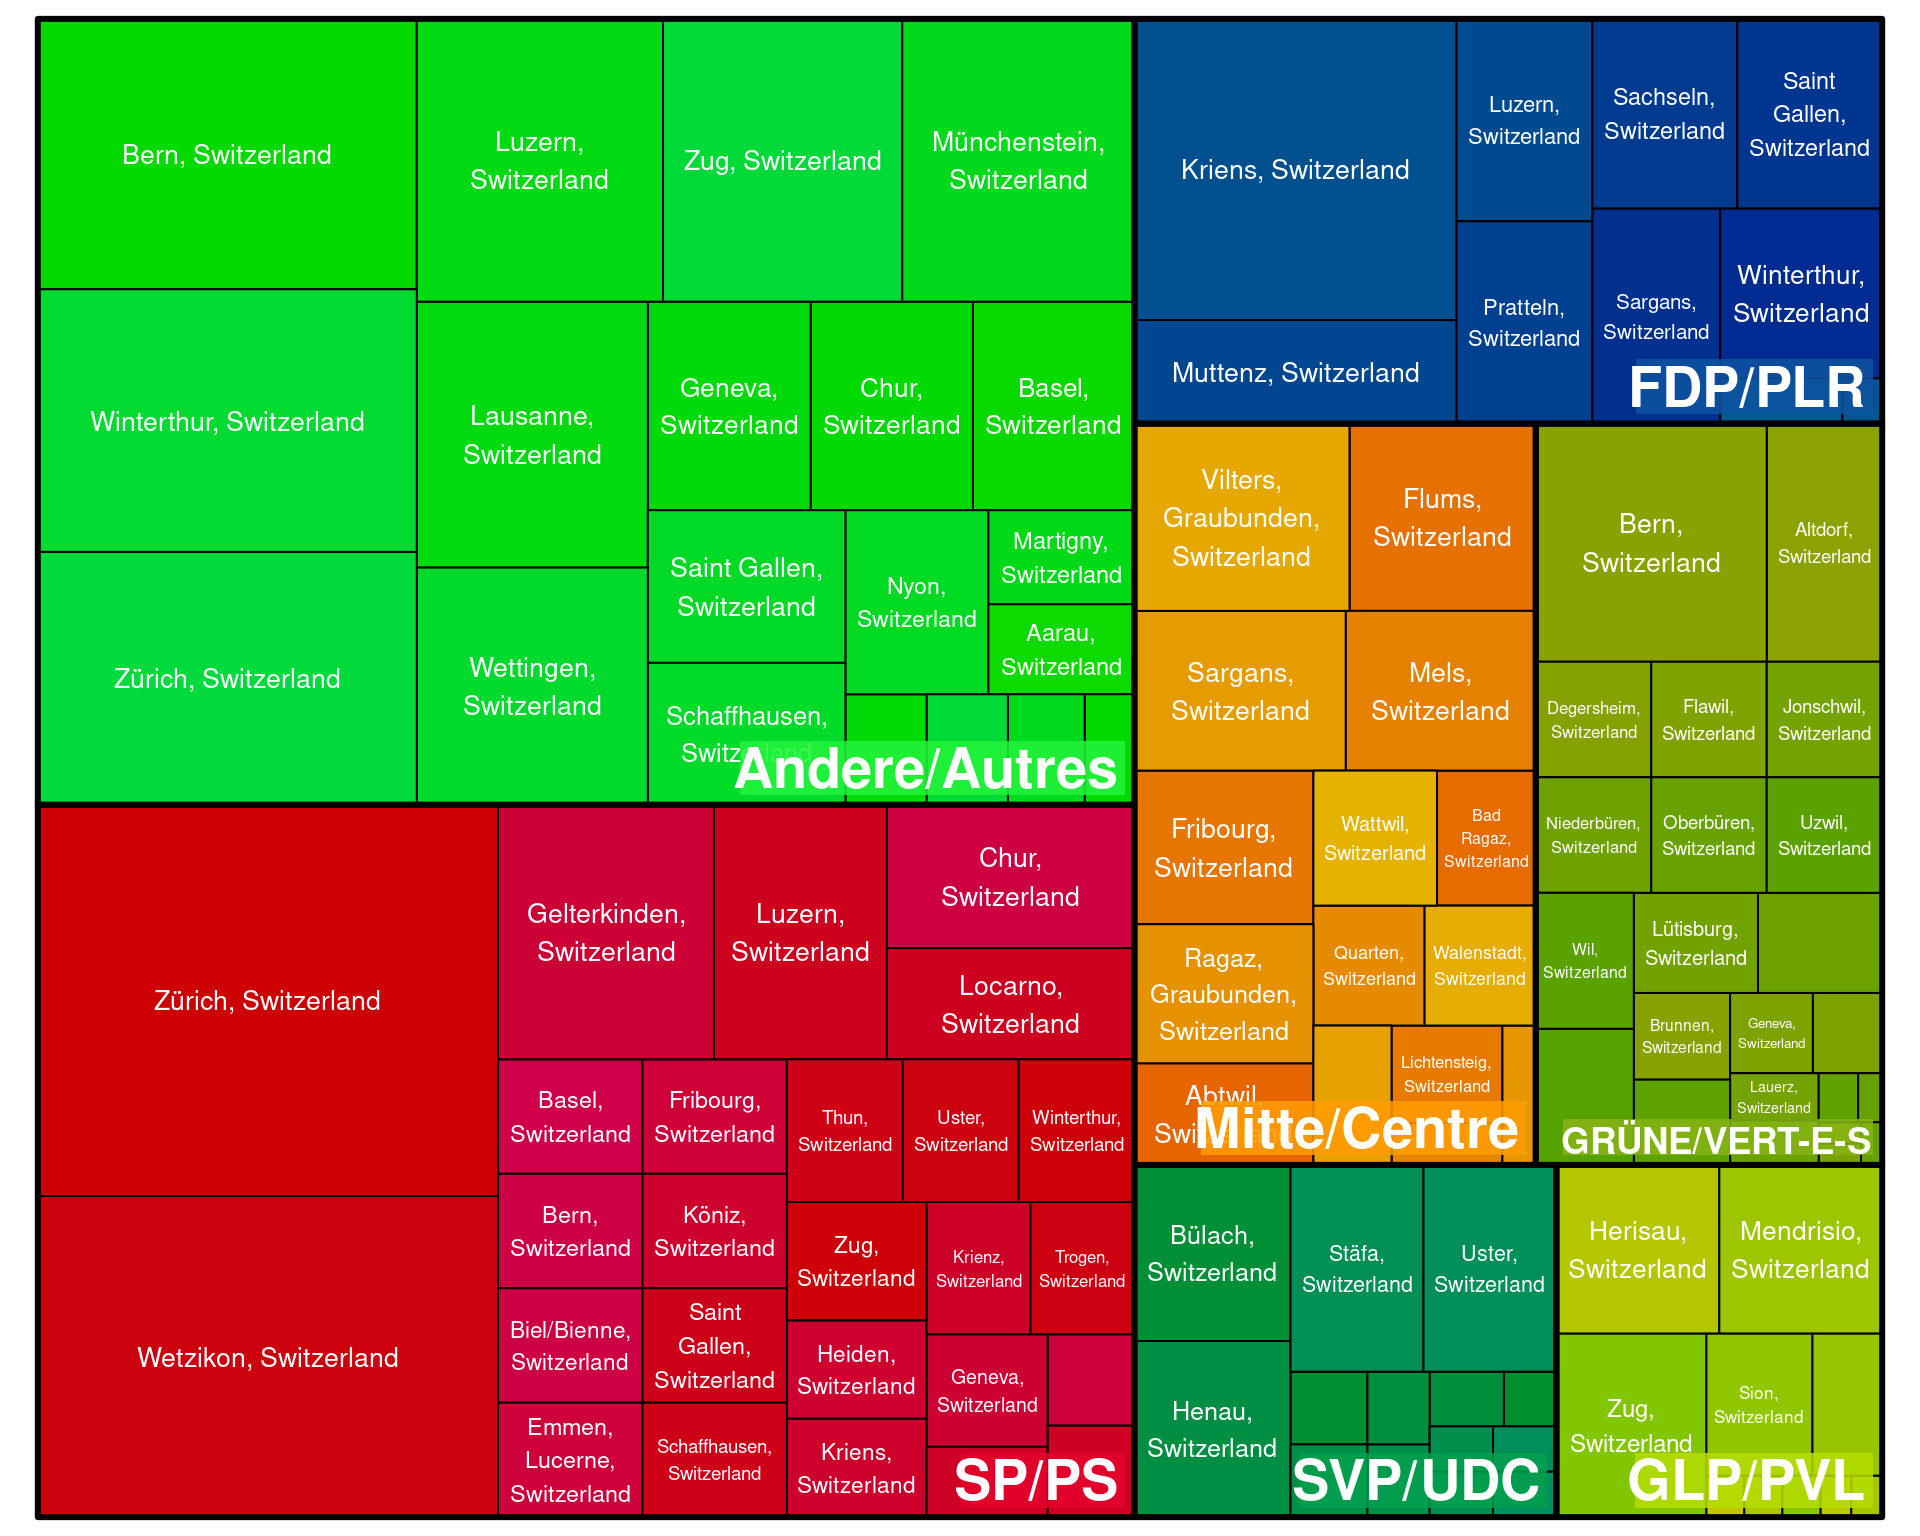 Bern, Switzerland
Luzern,
Switzerland
Zug, Switzerland
Münchenstein,
Switzerland
Winterthur, Switzerland
Zürich, Switzerland
Lausanne,
Switzerland
Geneva,
Switzerland
Chur,
Switzerland
Basel,
Switzerland
Wettingen,
Switzerland
Saint Gallen,
Switzerland
Nyon,
Switzerland
Martigny,
Switzerland
Aarau,
Switzerland
Schaffhausen,
Switzerland
Andere/Autres
Kriens, Switzerland
Luzern,
Switzerland
Sachseln,
Switzerland
Saint
Gallen,
Switzerland
Muttenz, Switzerland
Pratteln,
Switzerland
Sargans,
Switzerland
Winterthur,
Switzerland
FDP/PLR
Vilters,
Graubunden,
Switzerland
Flums,
Switzerland
Sargans,
Switzerland
Mels,
Switzerland
Fribourg,
Switzerland
Wattwil,
Switzerland
Bad
Ragaz,
Switzerland
Ragaz,
Graubunden,
Switzerland
Quarten,
Switzerland
Walenstadt,
Switzerland
Lichtensteig,
Switzerland
Abtwil,
Switzerland
Mitte/Centre
Bern,
Switzerland
Altdorf,
Switzerland
Degersheim,
Switzerland
Flawil,
Switzerland
Jonschwil,
Switzerland
Niederbüren,
Switzerland
Oberbüren,
Switzerland
Uzwil,
Switzerland
Wil,
Switzerland
Lütisburg,
Switzerland
Brunnen,
Switzerland
Geneva,
Switzerland
Lauerz,
Switzerland
GRÜNE/VERT-E-S
Zürich, Switzerland
Wetzikon, Switzerland
Gelterkinden,
Switzerland
Luzern,
Switzerland
Chur,
Switzerland
Locarno,
Switzerland
Basel,
Switzerland
Fribourg,
Switzerland
Thun,
Switzerland
Uster,
Switzerland
Winterthur,
Switzerland
Bern,
Switzerland
Köniz,
Switzerland
Zug,
Switzerland
Krienz,
Switzerland
Trogen,
Switzerland
Biel/Bienne,
Switzerland
Saint
Gallen,
Switzerland
Heiden,
Switzerland
Geneva,
Switzerland
Emmen,
Lucerne,
Switzerland
Schaffhausen,
Switzerland
Kriens,
Switzerland
SP/PS
Bülach,
Switzerland
Stäfa,
Switzerland
Uster,
Switzerland
Henau,
Switzerland
SVP/UDC
Herisau,
Switzerland
Mendrisio,
Switzerland
Zug,
Switzerland
Sion,
Switzerland
GLP/PVL